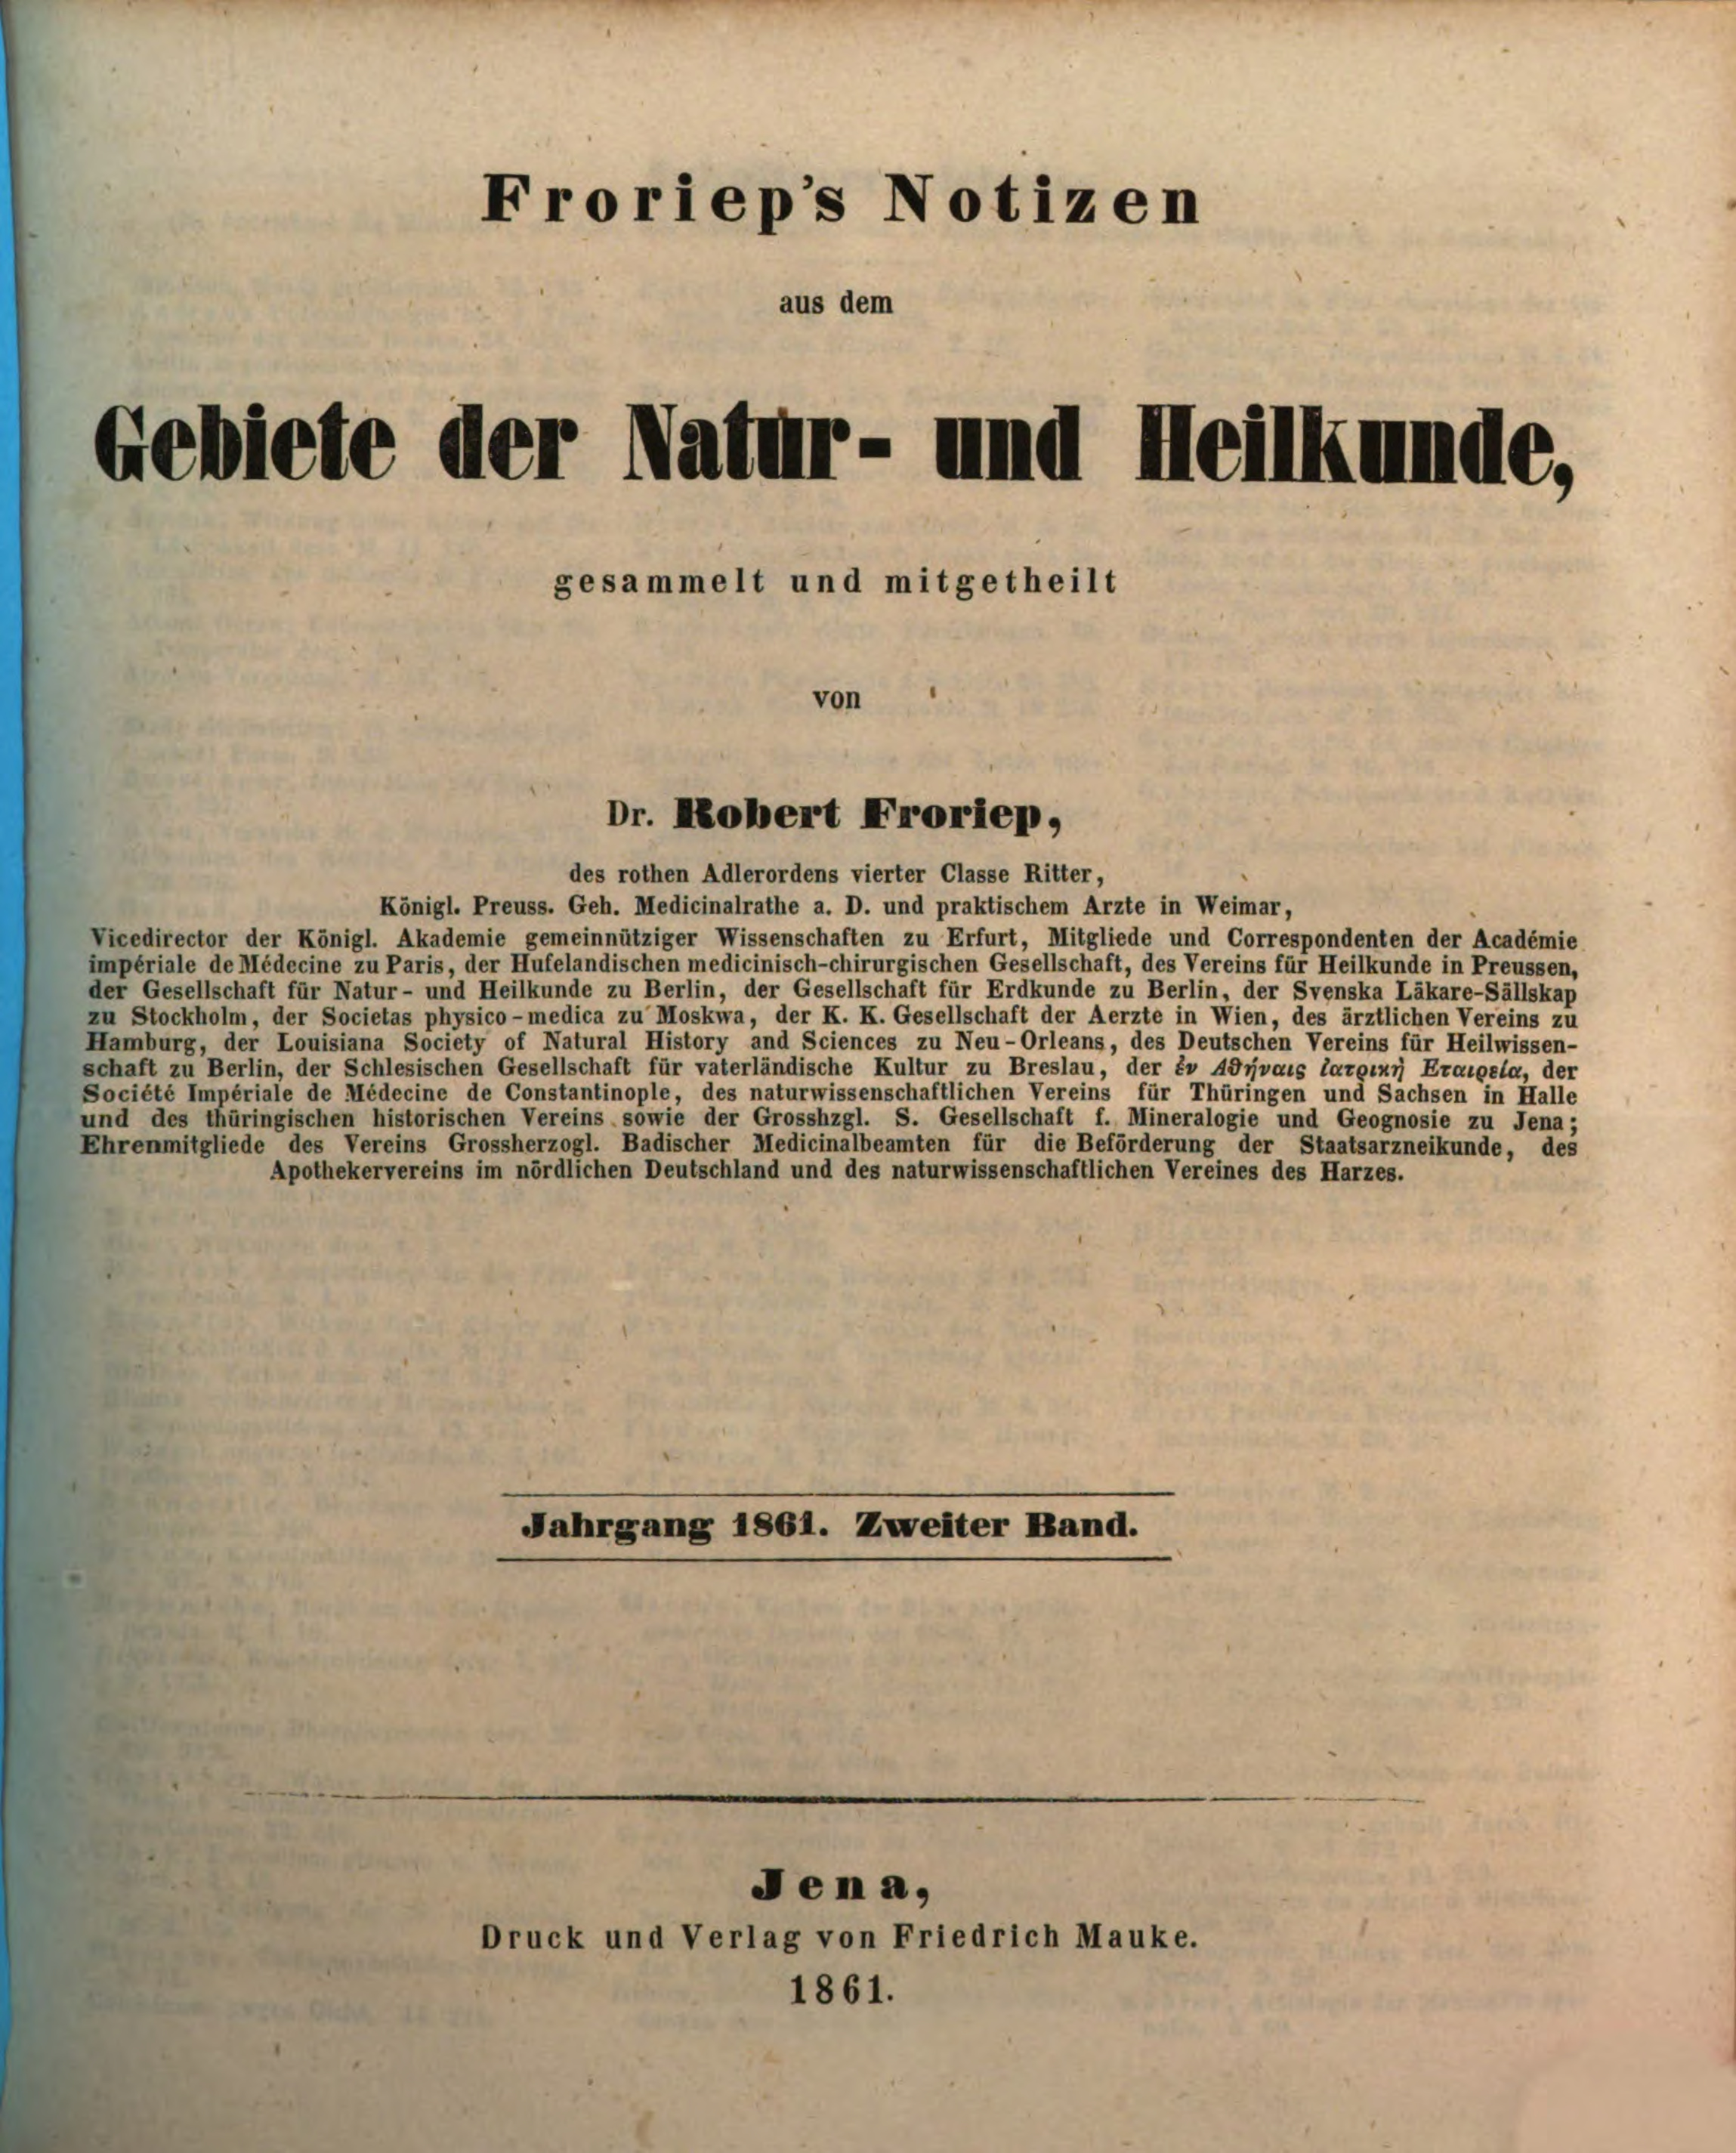 Froriep's Notizen
aus dem
Gebiete der Natur- und Heilkunde,
gesammelt und mitgetheilt
von
Dr. Robert Froriep,
des rothen Adlerordens vierter Classe Ritter,
Königl. Preuss. Geh. Medicinalrathe a. D. und praktischem Arzte in Weimar,
Vicedirector der Königl. Akademie gemeinnütziger Wissenschaften zu Erfurt, Mitgliede und Correspondenten der Académie
impériale de Médecine zu Paris, der Hufelandischen medicinisch-chirurgischen Gesellschaft, des Vereins für Heilkunde in Preussen,
der Gesellschaft für Natur- und Heilkunde zu Berlin, der Gesellschaft für Erdkunde zu Berlin, der Svenska Läkare-Sällskap
zu Stockholm, der Societas physico-medica zu Moskwa, der K. K. Gesellschaft der Aerzte in Wien, des ärztlichen Vereins zu
Hamburg, der Louisiana Society of Natural History and Sciences zu Neu-Orleans, des Deutschen Vereins für Heilwissen-
schaft zu Berlin, der Schlesischen Gesellschaft für vaterländische Kultur zu Breslau, der ἐν Ἀθήναις ἰατρικὴ Ἑταιρεία, der
Société Impériale de Médecine de Constantinople, des naturwissenschaftlichen Vereins für Thüringen und Sachsen in Halle
und des thüringischen historischen Vereins sowie der Grosshzgl. S. Gesellschaft f. Mineralogie und Geognosie zu Jena;
Ehrenmitgliede des Vereins Grossherzogl. Badischer Medicinalbeamten für die Beförderung der Staatsarzneikunde, des
Apothekervereins im nördlichen Deutschland und des naturwissenschaftlichen Vereines des Harzes.
Jahrgang 1861. Zweiter Band.
Jena,
Druck und Verlag von Friedrich Mauke.
1861.